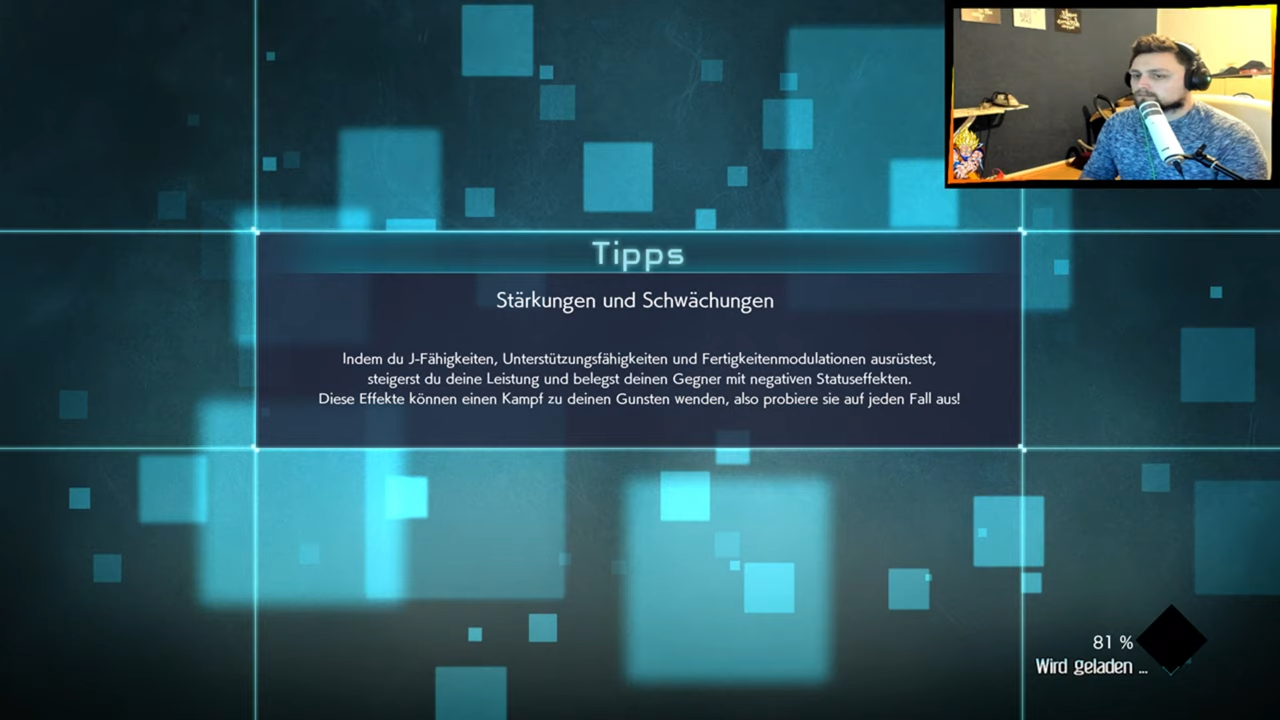 Tipps
Stärkungen und Schwächungen
Indem du J-Fähigkeiten, Unterstützungsfähigkeiten und Fertigkeitenmodulationen ausrüstest,
steigerst du deine Leistung und belegst deinen Gegner mit negativen Statuseffekten.
Diese Effekte können einen Kampf zu deinen Gunsten wenden, also probiere sie auf jeden Fall aus!
81 %
Wird geladen ...